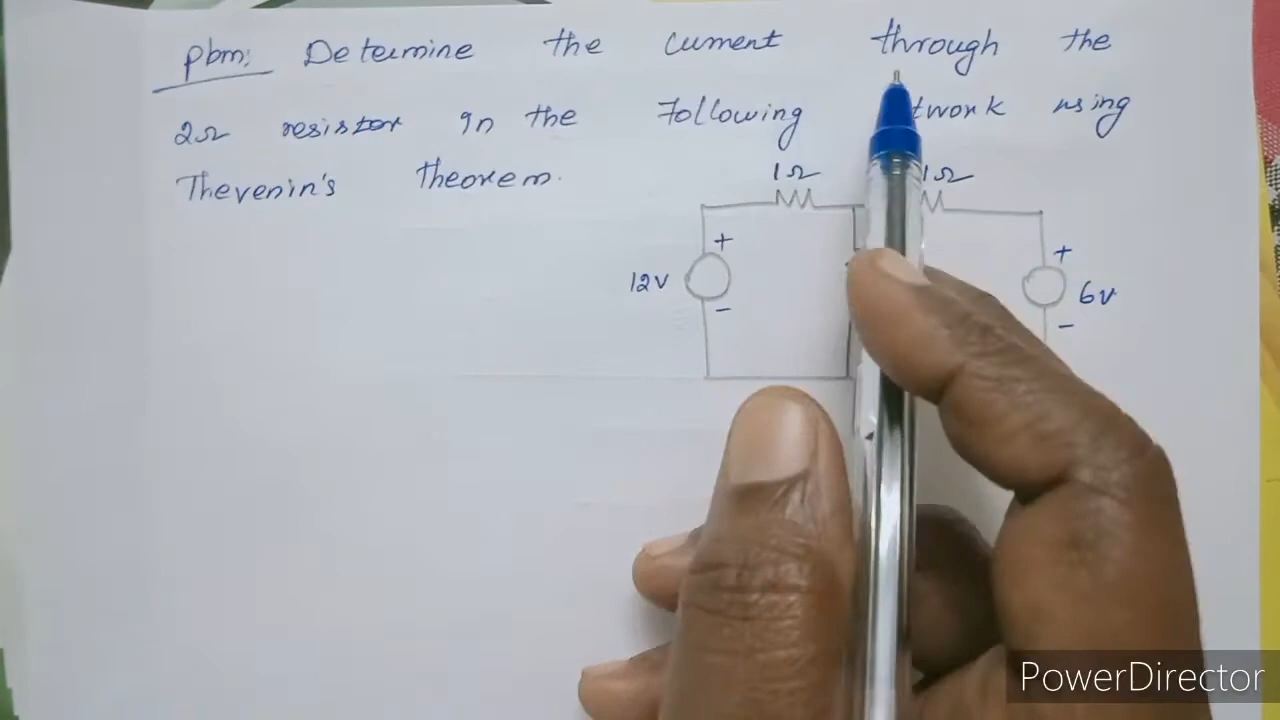 Pbm: Determine the current through the
2Ω resistor in the Following twork using
Thevenin's theorem.
1Ω 1Ω
+ +
12V 6V
- -
PowerDirector